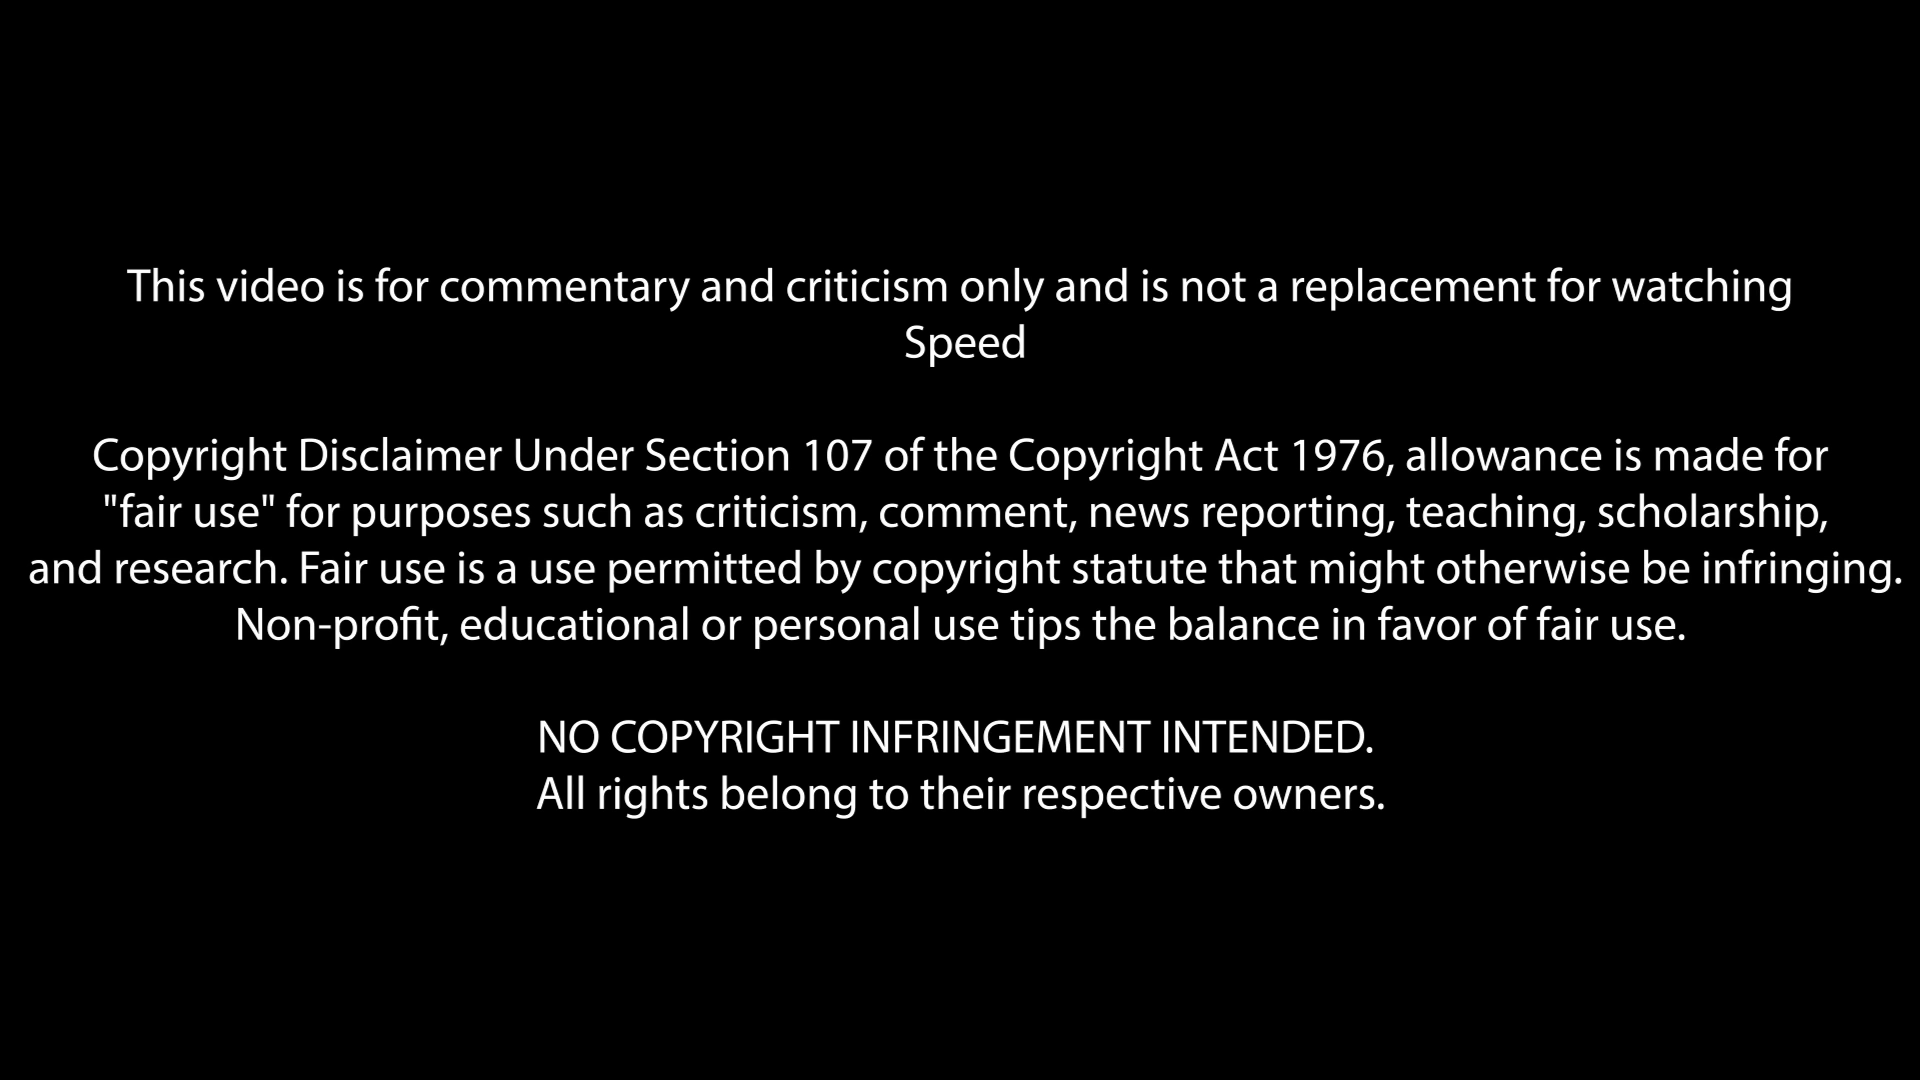 This video is for commentary and criticism only and is not a replacement for watching
Speed
Copyright Disclaimer Under Section 107 of the Copyright Act 1976, allowance is made for
"fair use" for purposes such as criticism, comment, news reporting, teaching, scholarship,
and research. Fair use is a use permitted by copyright statute that might otherwise be infringing.
Non-profit, educational or personal use tips the balance in favor of fair use.
NO COPYRIGHT INFRINGEMENT INTENDED.
All rights belong to their respective owners.